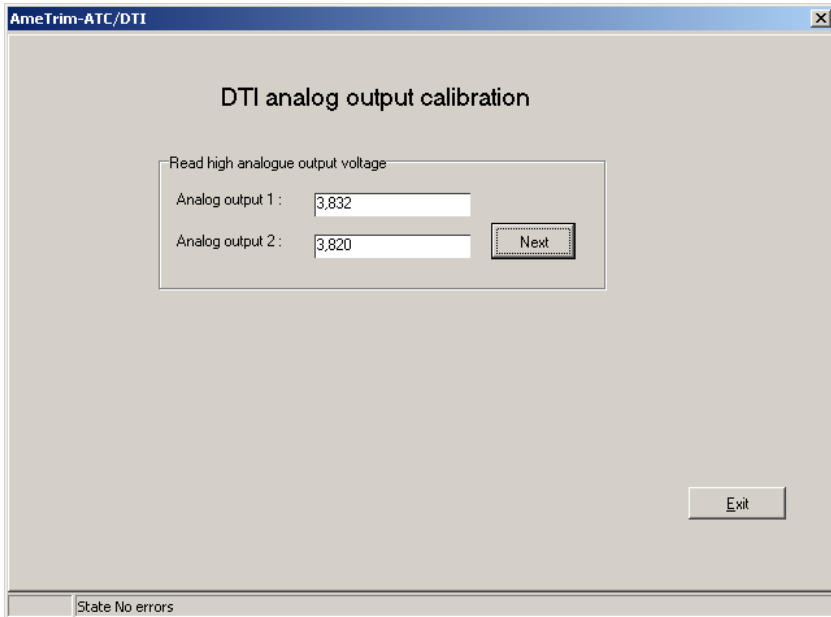 AmeTrim-ATC/DTI
DTI analog output calibration
Read high analogue output voltage
Analog output 1 : 3,832
Analog output 2 : 3,820
Next
Exit
State No errors